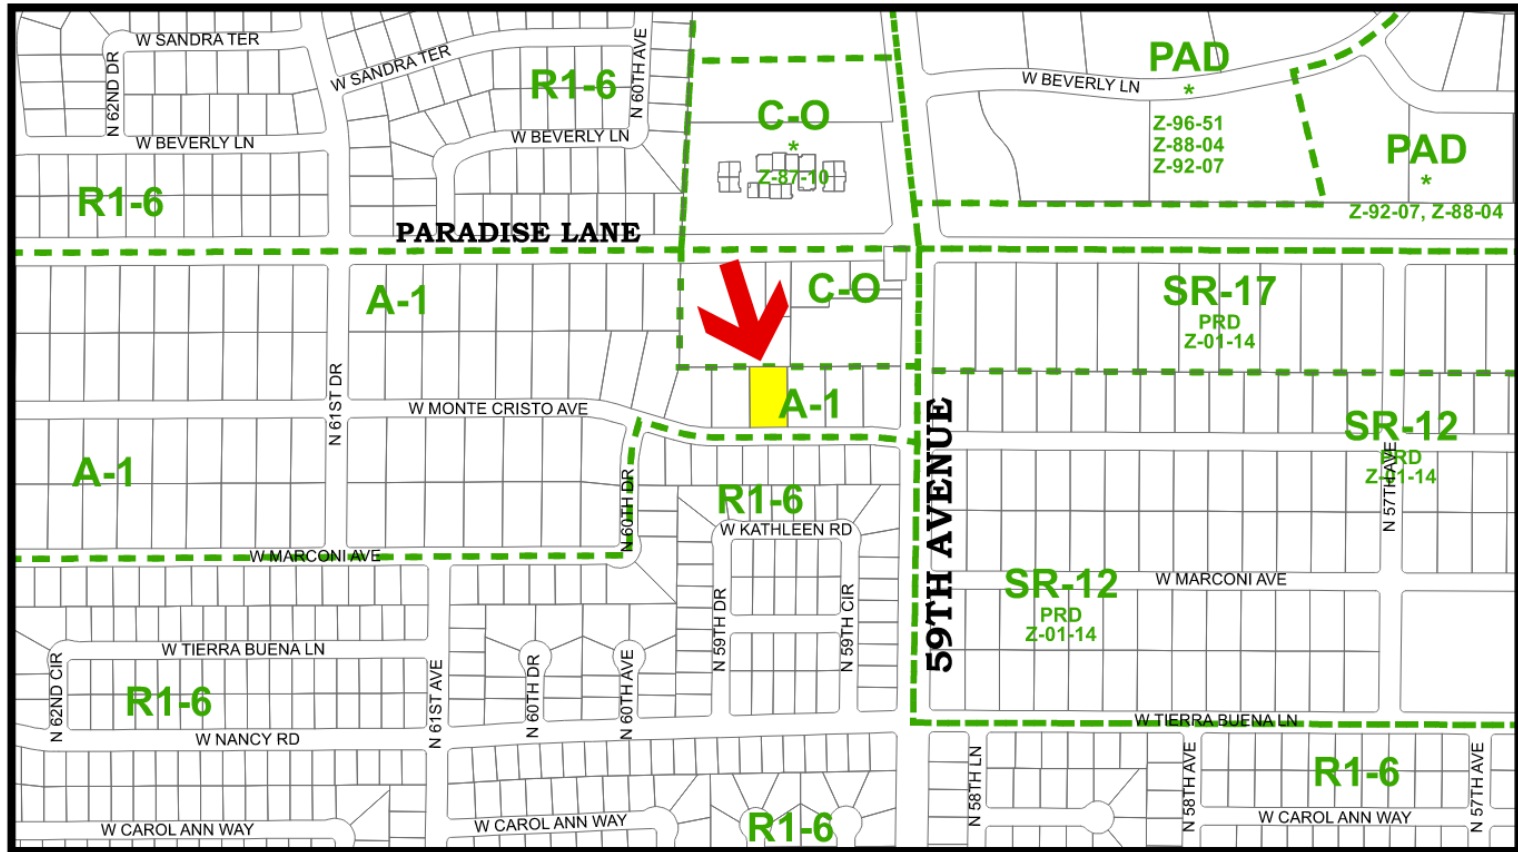 W SANDRA TER
W SANDRA TER
N 62ND DR
N 60TH AVE
R1-6
W BEVERLY LN
W BEVERLY LN
R1-6
C-O
*
Z-87-10
W BEVERLY LN
PAD
*
Z-96-51
Z-88-04
Z-92-07
PAD
*
Z-92-07, Z-88-04
PARADISE LANE
A-1
C-O
SR-17
PRD
Z-01-14
N 61ST DR
W MONTE CRISTO AVE
A-1
59TH AVENUE
SR-12
PRD
Z-01-14
N 57TH AVE
A-1
N 60TH DR
R1-6
W KATHLEEN RD
W MARCONI AVE
SR-12
PRD
Z-01-14
W MARCONI AVE
N 59TH DR
N 59TH CIR
W TIERRA BUENA LN
N 62ND CIR
R1-6
N 61ST AVE
N 60TH DR
N 60TH AVE
W TIERRA BUENA LN
W NANCY RD
N 58TH LN
N 58TH AVE
R1-6
N 57TH AVE
W CAROL ANN WAY
W CAROL ANN WAY
R1-6
W CAROL ANN WAY